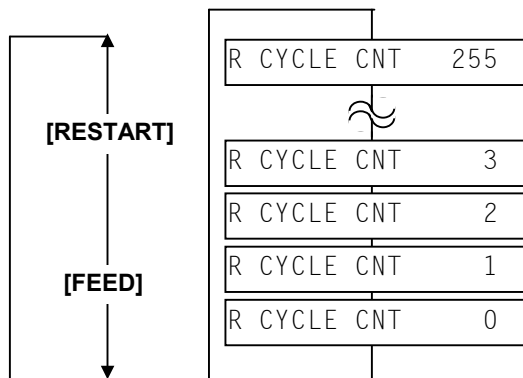 R CYCLE CNT 255
[RESTART]
R CYCLE CNT 3
R CYCLE CNT 2
R CYCLE CNT 1
[FEED]
R CYCLE CNT 0